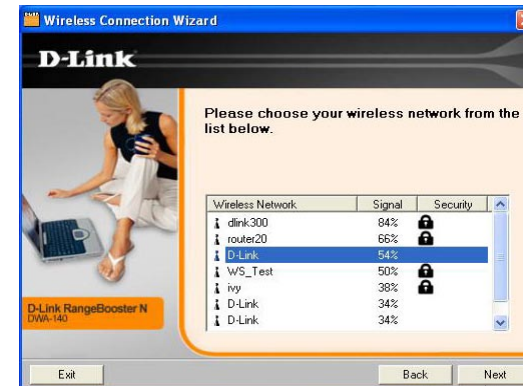 Wireless Connection Wizard
D-Link
Please choose your wireless network from the
list below.
Wireless Network Signal Security
dlink300 84%
router20 66%
D-Link 54%
WS_Test 50%
ivy 38%
D-Link 34%
D-Link 34%
D-Link RangeBooster N
DWA-140
Exit Back Next